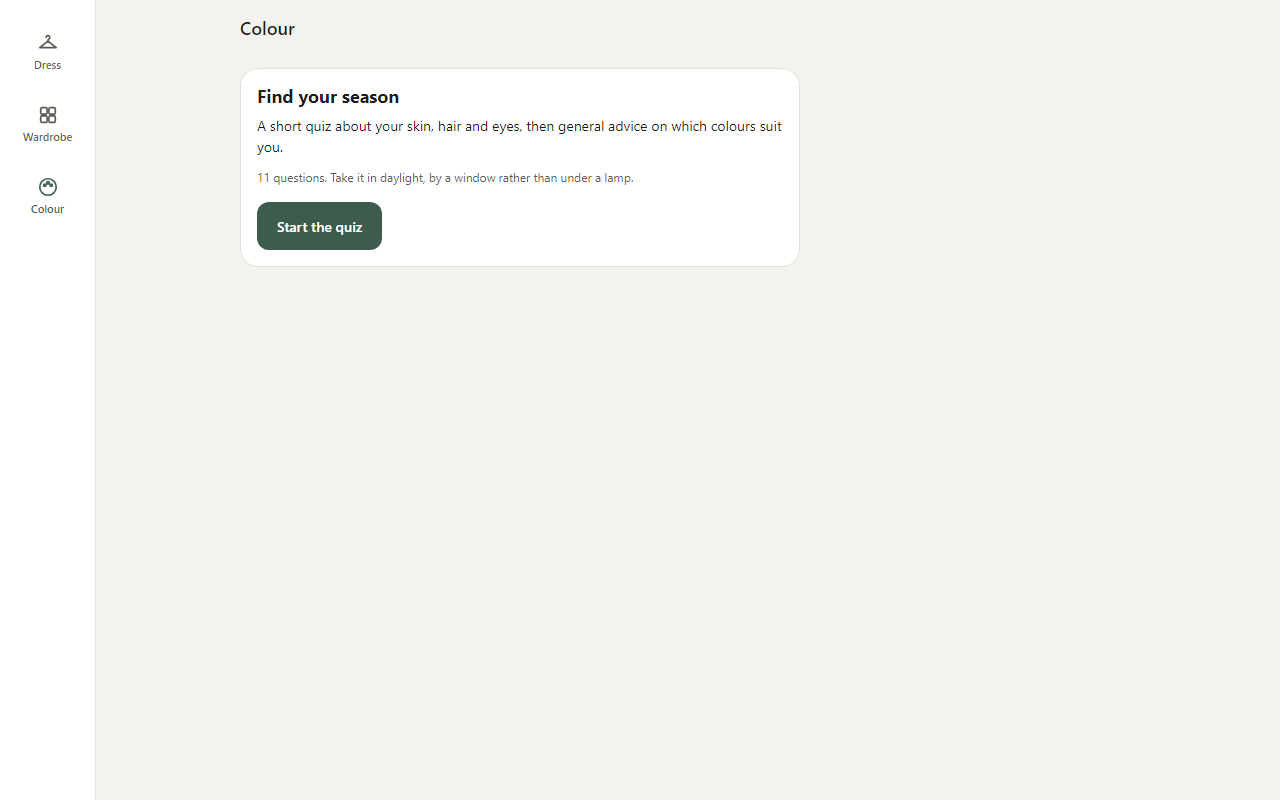 Colour
Dress
Wardrobe
Colour
Find your season
A short quiz about your skin, hair and eyes, then general advice on which colours suit
you.
11 questions. Take it in daylight, by a window rather than under a lamp.
Start the quiz